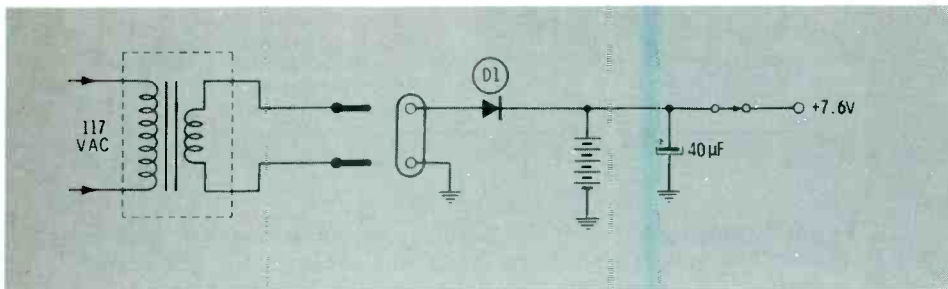 117
VAC
D1
+7.6V
+
40µF